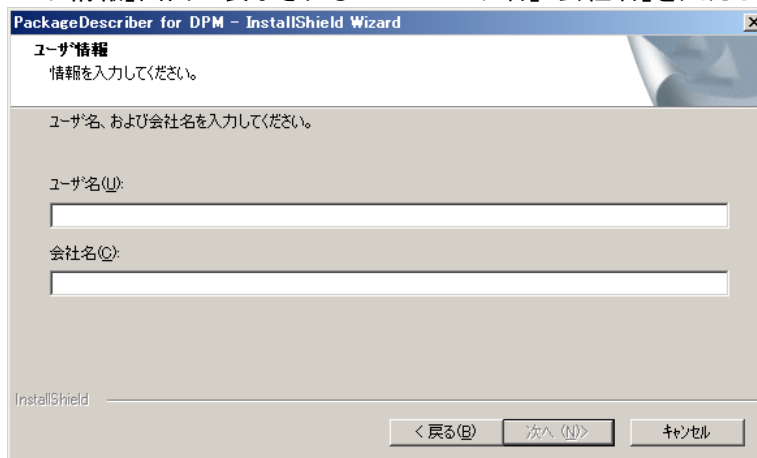 PackageDescriber for DPM - InstallShield Wizard
ユーザ情報
情報を入力してください。
ユーザ名、および会社名を入力してください。
ユーザ名(U):
会社名(C):
InstallShield
< 戻る(B)
次へ (N)>
キャンセル